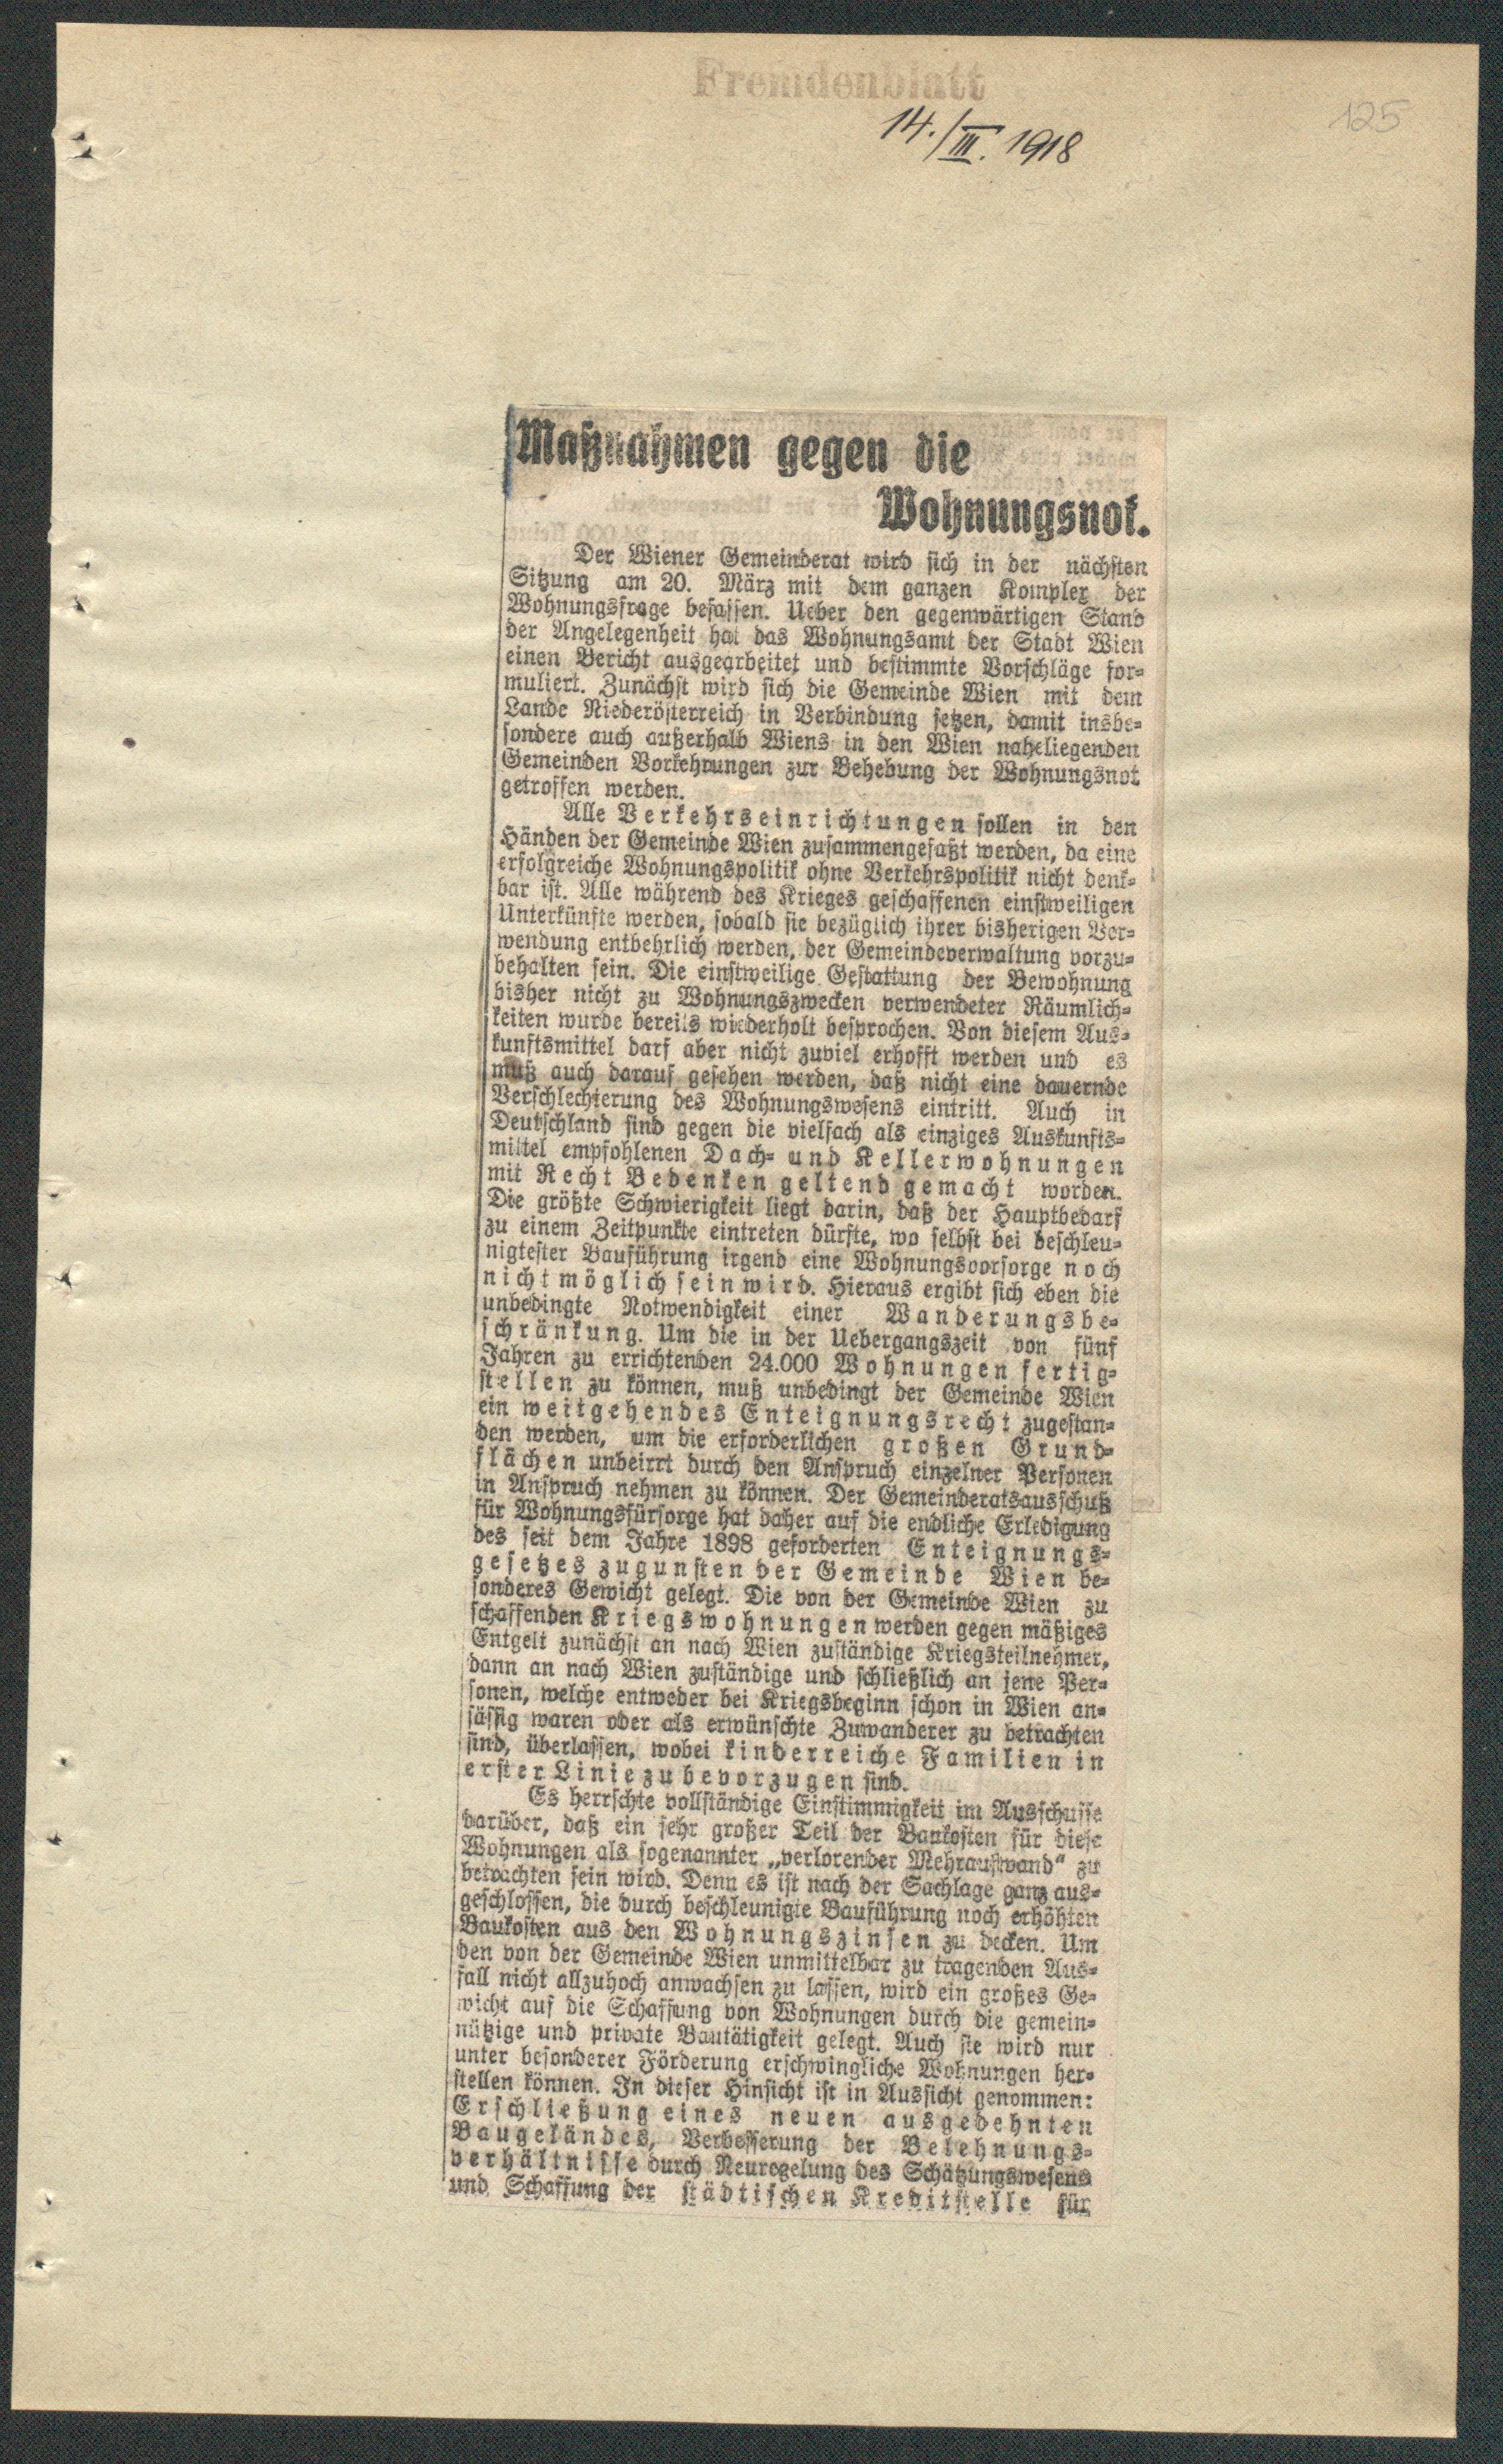 Fremdenblatt
14./III. 1918
125
Maßnahmen gegen die
Wohnungsnot.
Der Wiener Gemeinderat wird sich in der nächsten
Sitzung am 20. März mit dem ganzen Komplex der
Wohnungsfrage befassen. Ueber den gegenwärtigen Stand
der Angelegenheit hat das Wohnungsamt der Stadt Wien
einen Bericht ausgearbeitet und bestimmte Vorschläge for-
muliert. Zunächst wird sich die Gemeinde Wien mit dem
Lande Niederösterreich in Verbindung setzen, damit insbe-
sondere auch außerhalb Wiens in den Wien naheliegenden
Gemeinden Vorkehrungen zur Behebung der Wohnungsnot
getroffen werden.
Alle Verkehrseinrichtungen sollen in den
Händen der Gemeinde Wien zusammengefaßt werden, da eine
erfolgreiche Wohnungspolitik ohne Verkehrspolitik nicht denk-
bar ist. Alle während des Krieges geschaffenen einstweiligen
Unterkünfte werden, sobald sie bezüglich ihrer bisherigen Ver-
wendung entbehrlich werden, der Gemeindeverwaltung vorzu-
behalten sein. Die einstweilige Gestattung der Bewohnung
bisher nicht zu Wohnungszwecken verwendeter Räumlich-
keiten wurde bereits wiederholt besprochen. Von diesem Aus-
kunftsmittel darf aber nicht zuviel erhofft werden und es
muß auch darauf gesehen werden, daß nicht eine dauernde
Verschlechterung des Wohnungswesens eintritt. Auch in
Deutschland sind gegen die vielfach als einziges Auskunfts-
mittel empfohlenen Dach- und Kellerwohnungen
mit Recht Bedenken geltend gemacht worden.
Die größte Schwierigkeit liegt darin, daß der Hauptbedarf
zu einem Zeitpunkte eintreten dürfte, wo selbst bei beschleu-
nigtester Bauführung irgend eine Wohnungsvorsorge noch
nicht möglich sein wird. Hieraus ergibt sich eben die
unbedingte Notwendigkeit einer Wanderungsbe-
schränkung. Um die in der Uebergangszeit von fünf
Jahren zu errichtenden 24.000 Wohnungen fertig-
stellen zu können, muß unbedingt der Gemeinde Wien
ein weitgehendes Enteignungsrecht zugestan-
den werden, um die erforderlichen großen Grund-
flächen unbeirrt durch den Anspruch einzelner Personen
in Anspruch nehmen zu können. Der Gemeinderatsausschuß
für Wohnungsfürsorge hat daher auf die endliche Erledigung
des seit dem Jahre 1898 geforderten Enteignungs-
gesetzes zugunsten der Gemeinde Wien be-
sonderes Gewicht gelegt. Die von der Gemeinde Wien zu
schaffenden Kriegswohnungen werden gegen mäßiges
Entgelt zunächst an nach Wien zuständige Kriegsteilnehmer,
dann an nach Wien zuständige und schließlich an jene Per-
sonen, welche entweder bei Kriegsbeginn schon in Wien an-
sässig waren oder als erwünschte Zuwanderer zu betrachten
sind, überlassen, wobei kinderreiche Familien in
erster Linie zu bevorzugen sind.
Es herrschte vollständige Einstimmigkeit im Ausschusse
darüber, daß ein sehr großer Teil der Baukosten für diese
Wohnungen als sogenannter „verlorender Mehraufwand“ zu
betrachten sein wird. Denn es ist nach der Sachlage ganz aus-
geschlossen, die durch beschleunigte Bauführung noch erhöhten
Baukosten aus den Wohnungszinsen zu decken. Um
den von der Gemeinde Wien unmittelbar zu tragenden Aus-
fall nicht allzuhoch anwachsen zu lassen, wird ein großes Ge-
wicht auf die Schaffung von Wohnungen durch die gemein-
nützige und private Bautätigkeit gelegt. Auch sie wird nur
unter besonderer Förderung erschwingliche Wohnungen her-
stellen können. In dieser Hinsicht ist in Aussicht genommen:
Erschließung eines neuen ausgedehnten
Baugeländes, Verbesserung der Belehnungs-
verhältnisse durch Neuregelung des Schätzungswesens
und Schaffung der städtischen Kreditstelle für